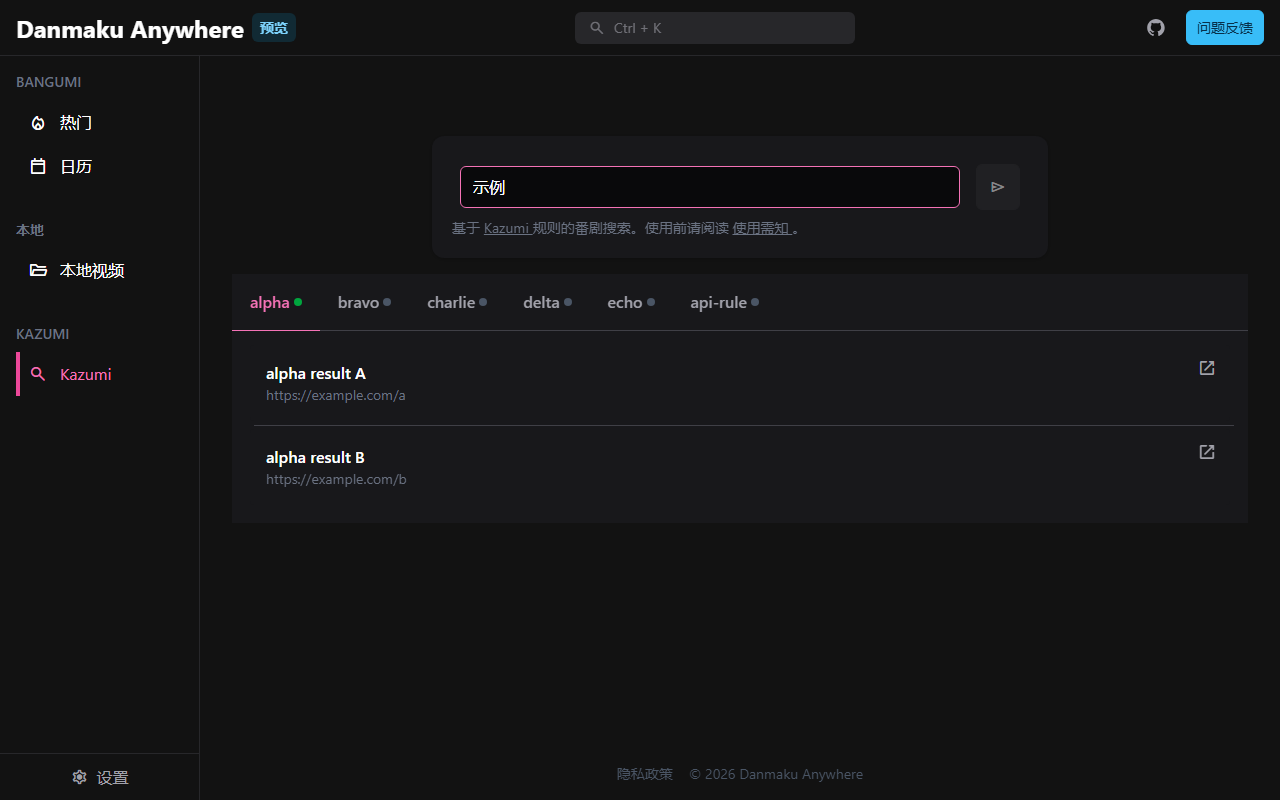 Danmaku Anywhere 预览
Ctrl + K
问题反馈
BANGUMI
热门
日历
本地
本地视频
KAZUMI
Kazumi
设置
示例
基于 Kazumi 规则的番剧搜索。使用前请阅读 使用需知 。
alpha bravo charlie delta echo api-rule
alpha result A
https://example.com/a
alpha result B
https://example.com/b
隐私政策 © 2026 Danmaku Anywhere